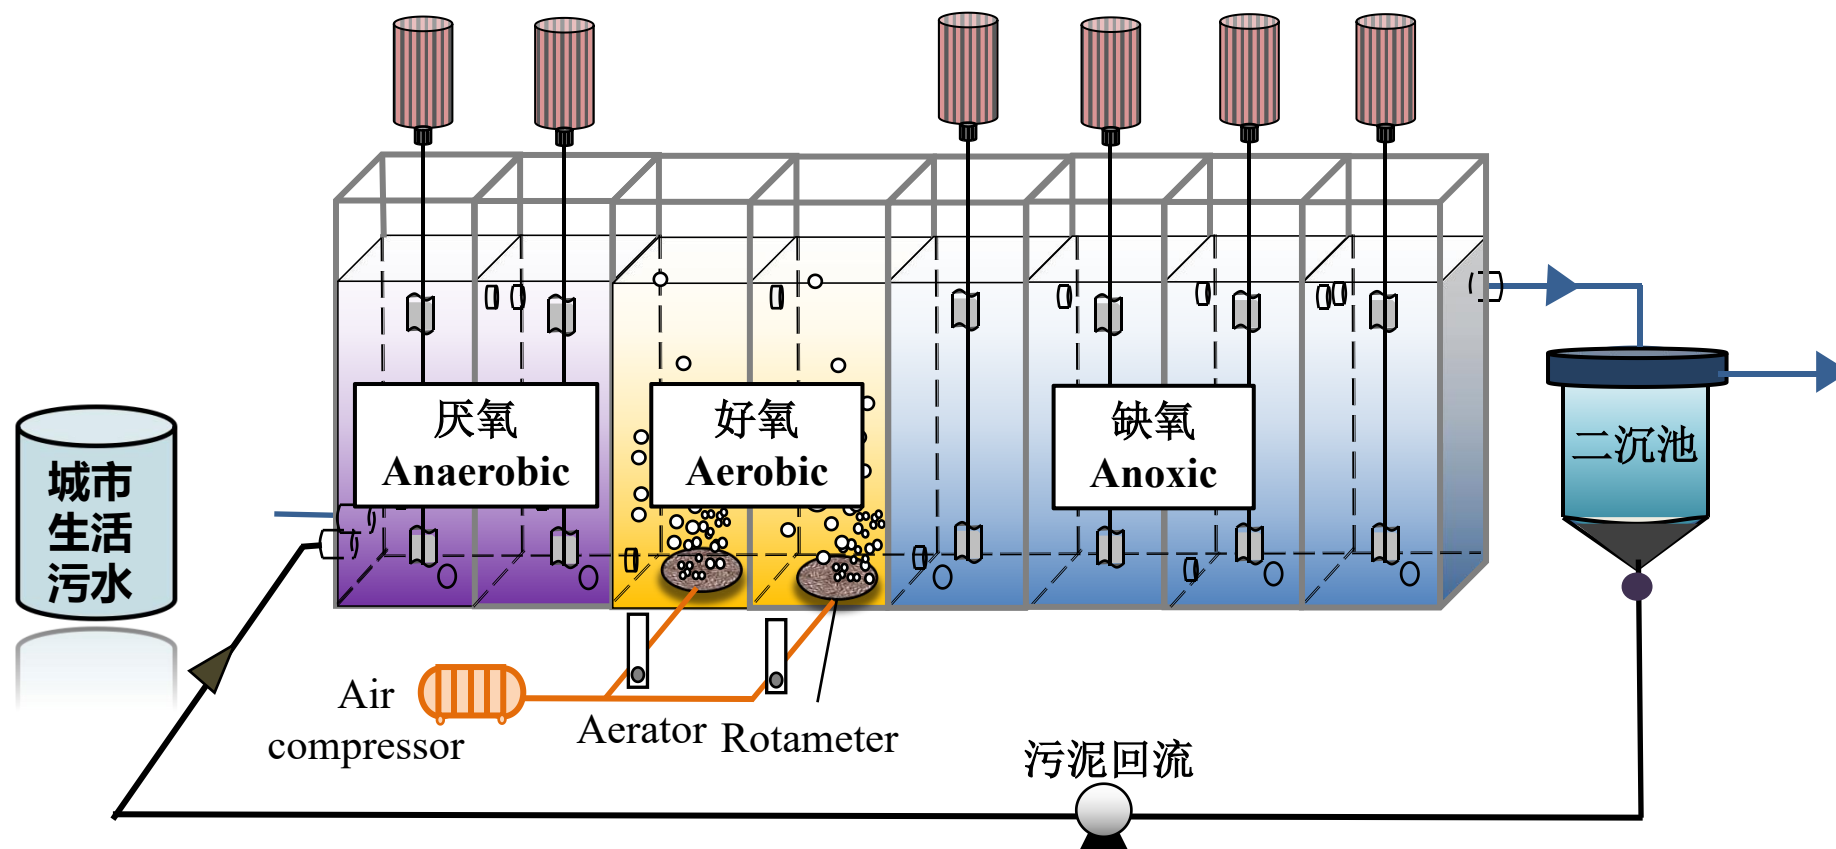 城市
生活
污水
厌氧
Anaerobic
好氧
Aerobic
缺氧
Anoxic
二沉池
Air
compressor
Aerator
Rotameter
污泥回流